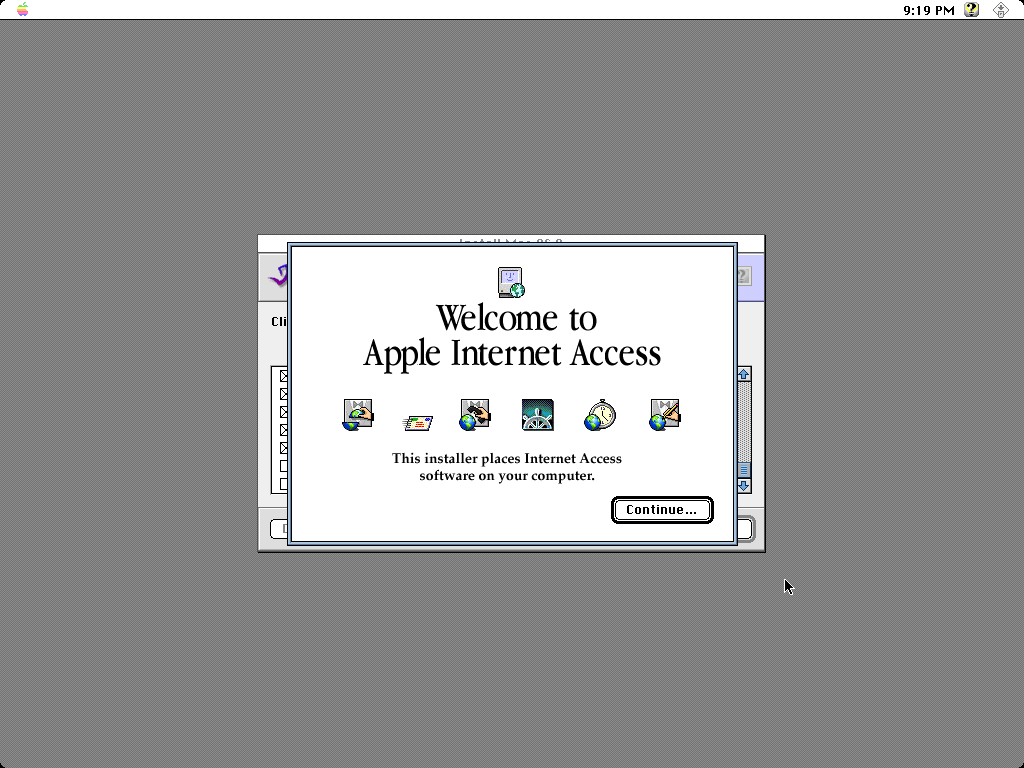 9:19 PM
Welcome to
Apple Internet Access
Cli
This installer places Internet Access
software on your computer.
Continue...